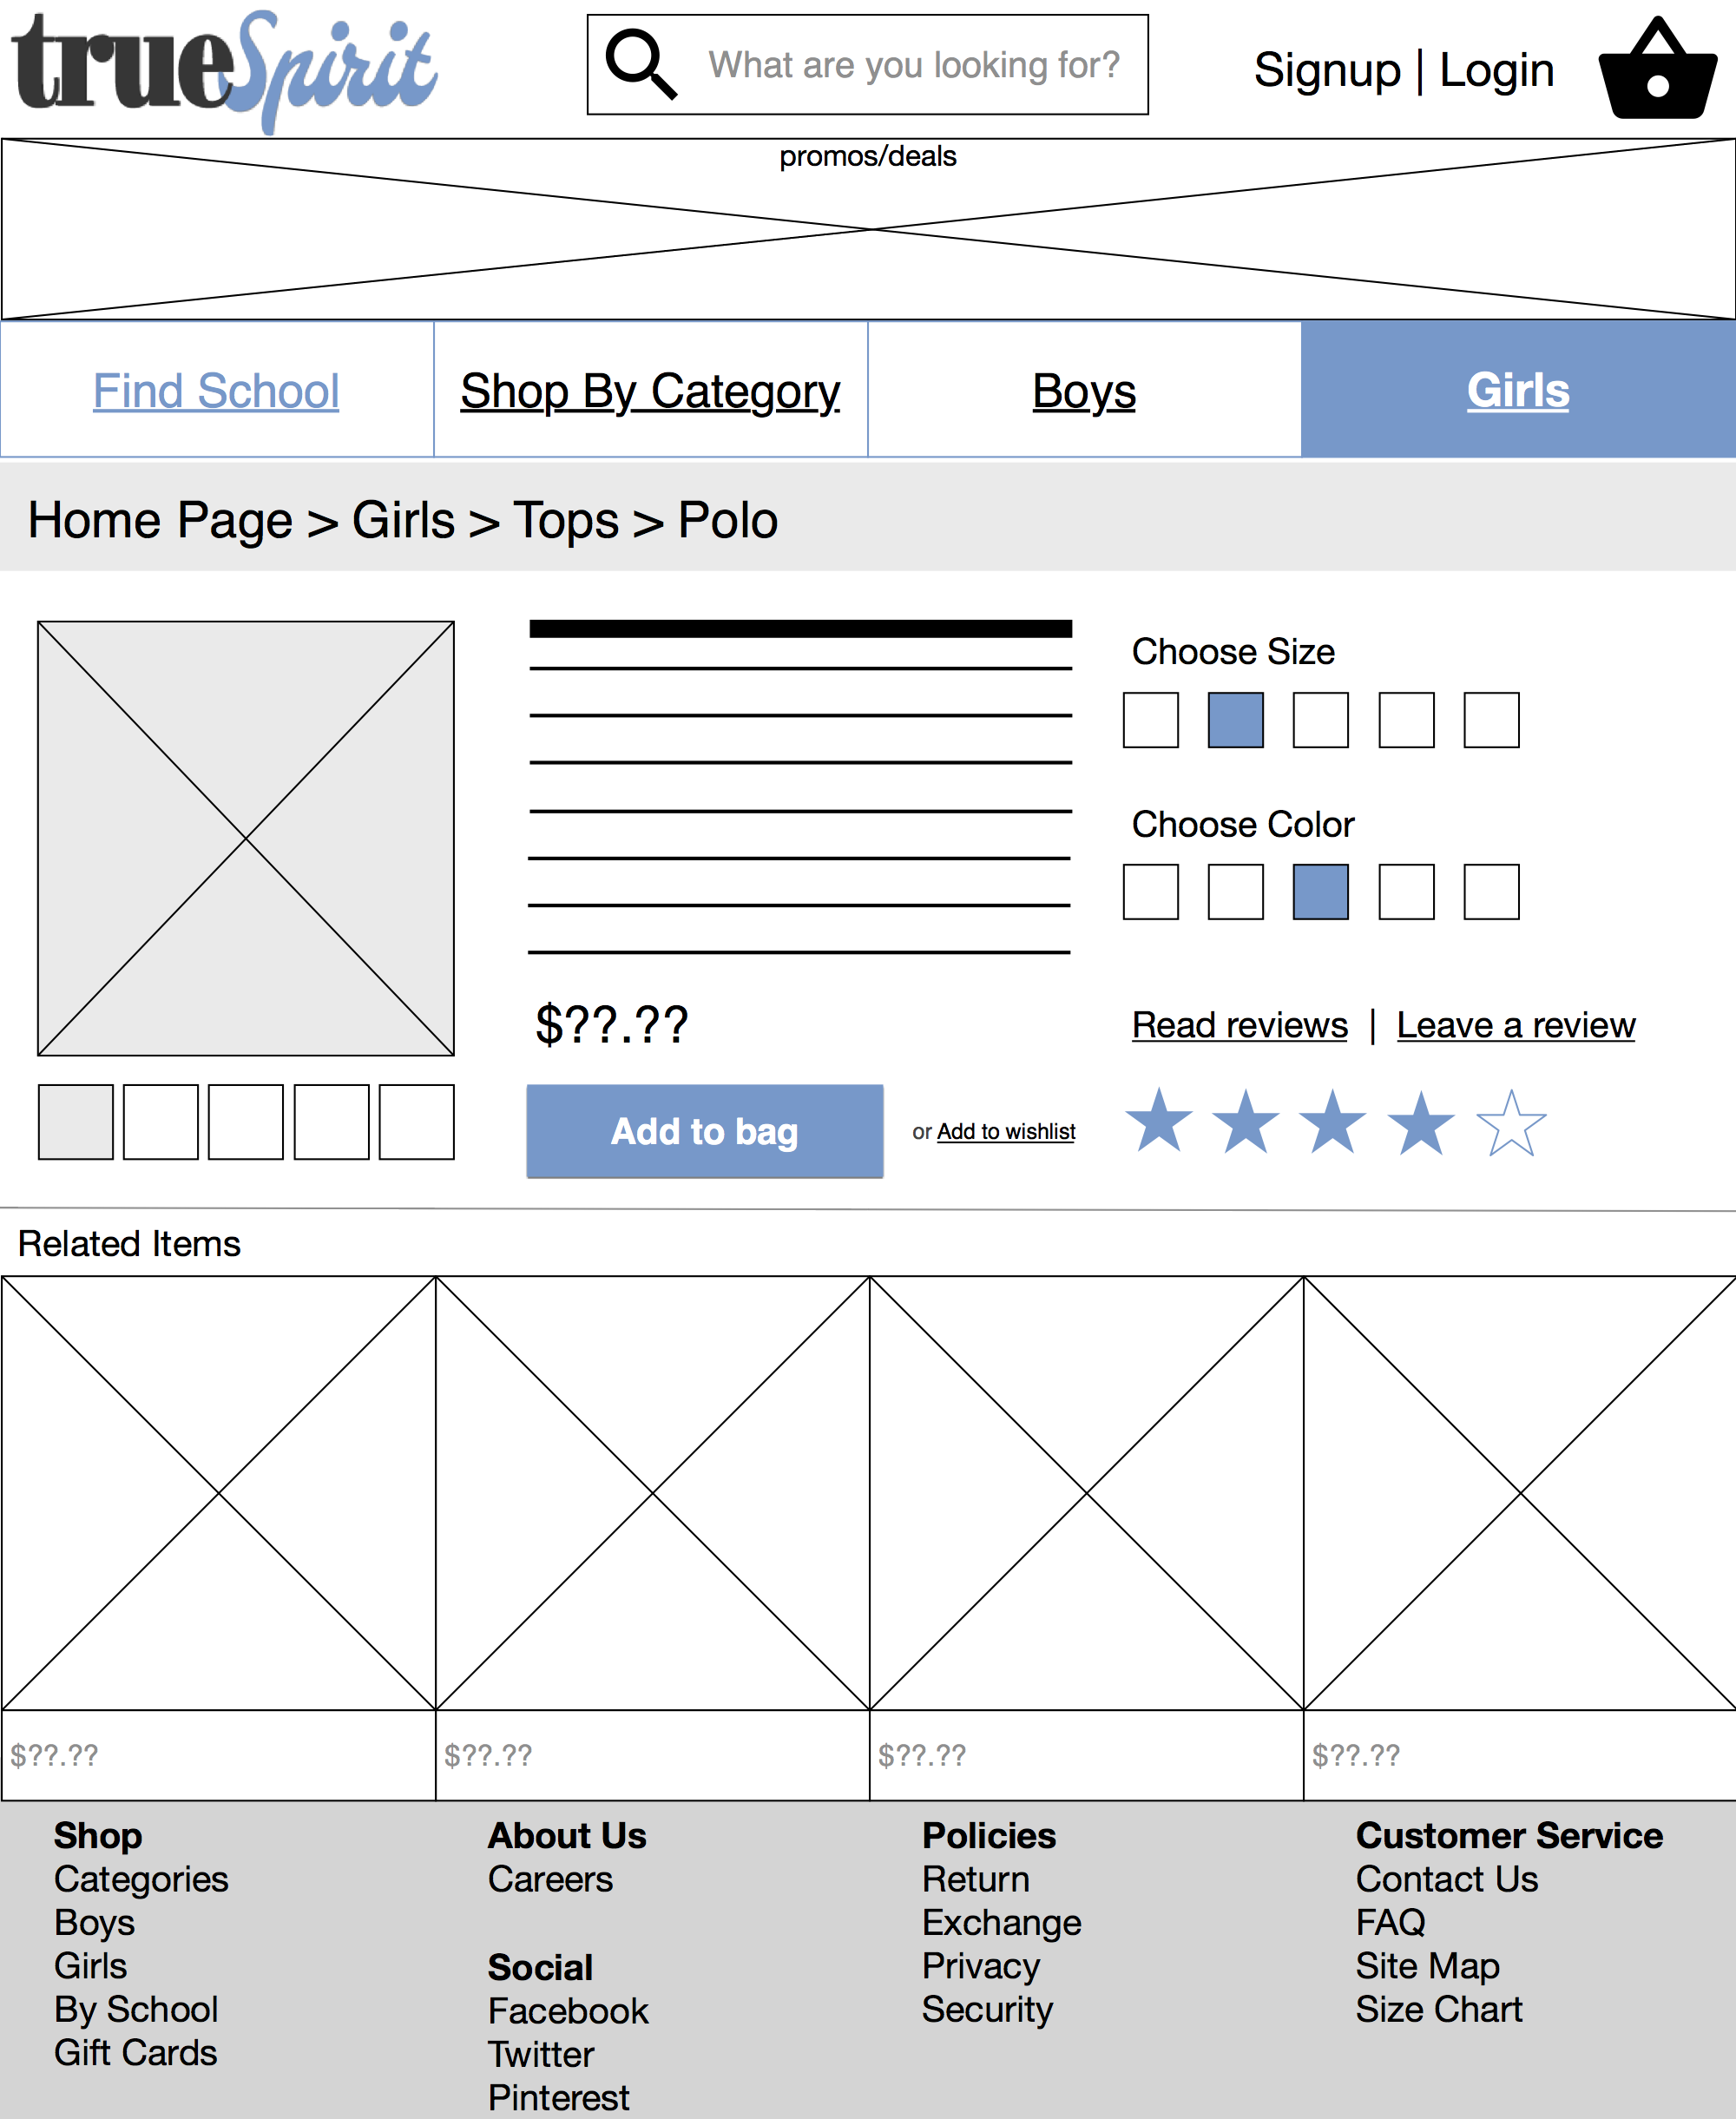 trueSpirit
What are you looking for?
Signup | Login
promos/deals
Find School
Shop By Category
Boys
Girls
Home Page > Girls > Tops > Polo
Choose Size
Choose Color
$??.??
Read reviews | Leave a review
Add to bag
or Add to wishlist
Related Items
$??.??
$??.??
$??.??
$??.??
Shop
Categories
Boys
Girls
By School
Gift Cards
About Us
Careers
Social
Facebook
Twitter
Pinterest
Policies
Return
Exchange
Privacy
Security
Customer Service
Contact Us
FAQ
Site Map
Size Chart